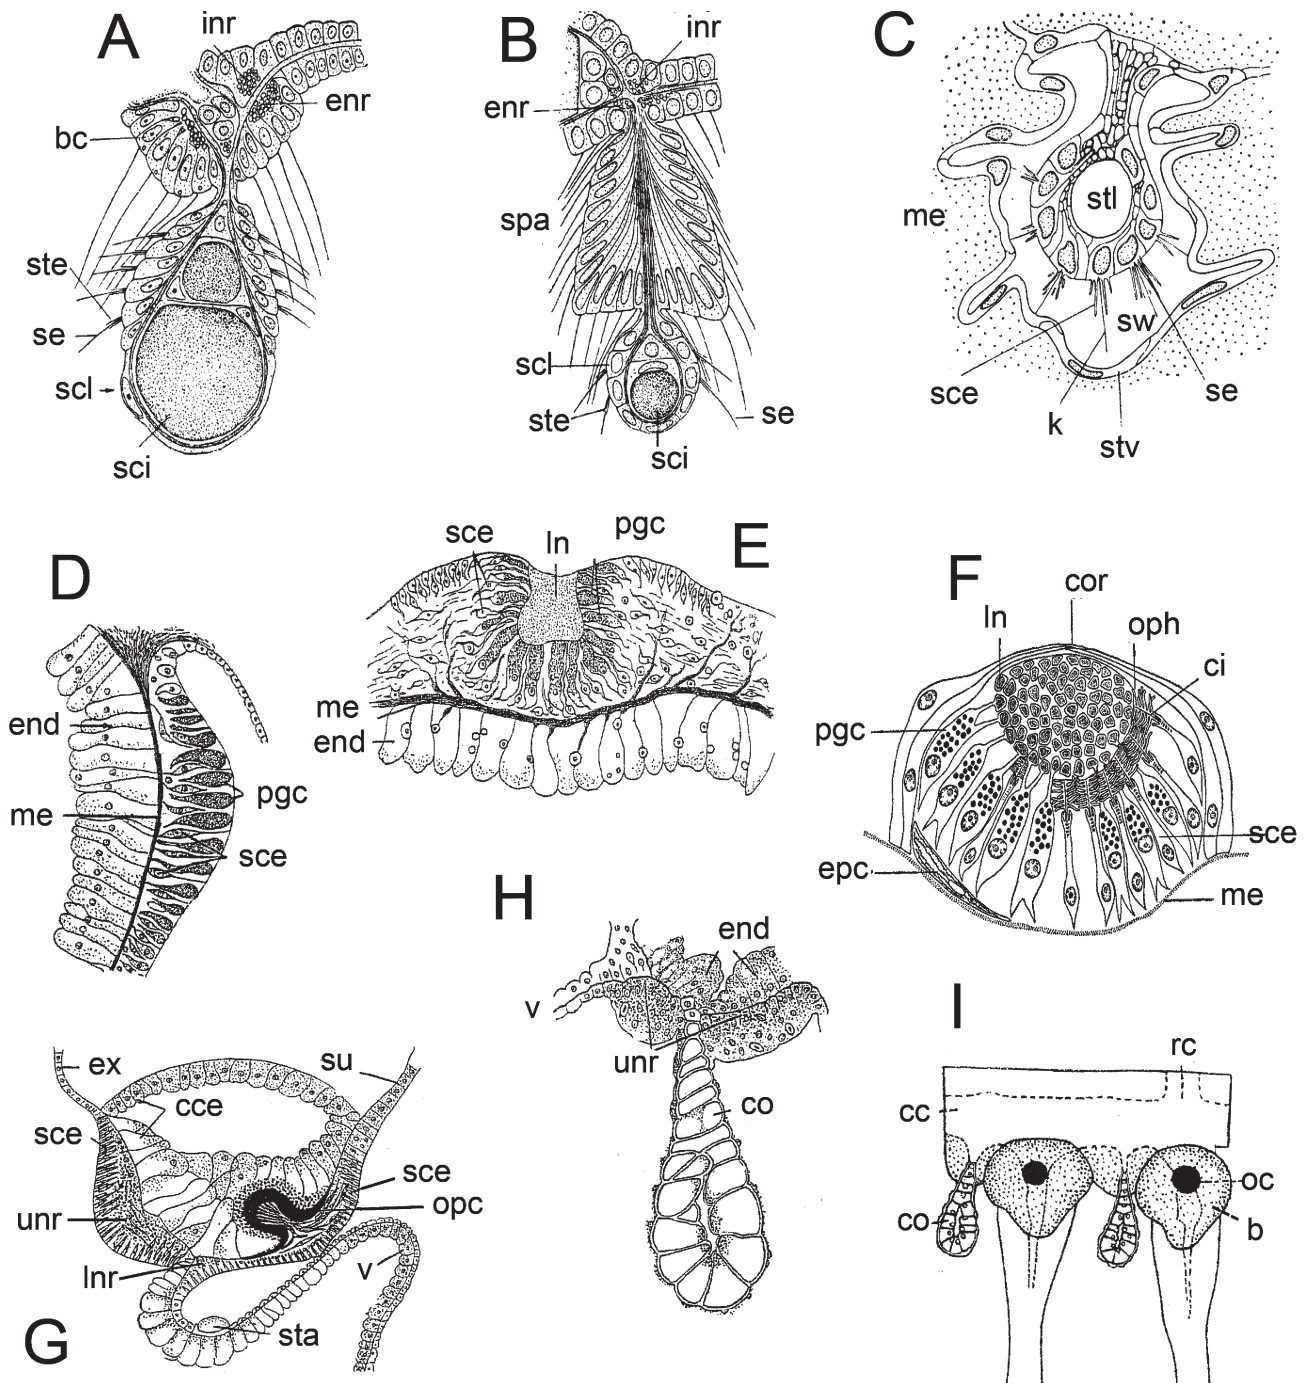 A
inr
enr
bc
ste
se
scl
sci
B
inr
enr
spa
scl
ste
se
sci
C
me
stl
sw
sce
k
stv
se
D
end
me
pgc
sce
E
sce
ln
pgc
me
end
F
cor
ln
oph
ci
pgc
sce
epc
me
G
ex
su
cce
sce
sce
opc
unr
lnr
v
sta
H
end
v
unr
co
I
rc
cc
oc
co
b